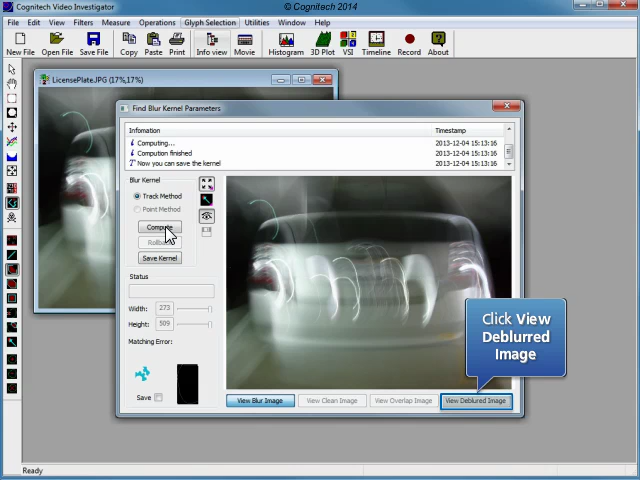 © Cognitech 2014
Cognitech Video Investigator
File Edit View Filters Measure Operations Glyph Selection Utilities Window Help
New File Open File Save File Copy Paste Print Info view Movie Histogram 3D Plot VSI Timeline Record About
LicensePlate.JPG (17%,17%)
Find Blur Kernel Parameters
Infomation Timestamp
Computing... 2013-12-04 15:13:16
Compution finished 2013-12-04 15:13:16
Now you can save the kernel 2013-12-04 15:13:16
Blur Kernel
Track Method
Point Method
Compute
Save Kernel
Status
Width: 273
Height: 509
Matching Error:
Save
Click View
Deblurred
Image
View Blur Image View Clean Image View Overlap Image View Deblured Image
Ready